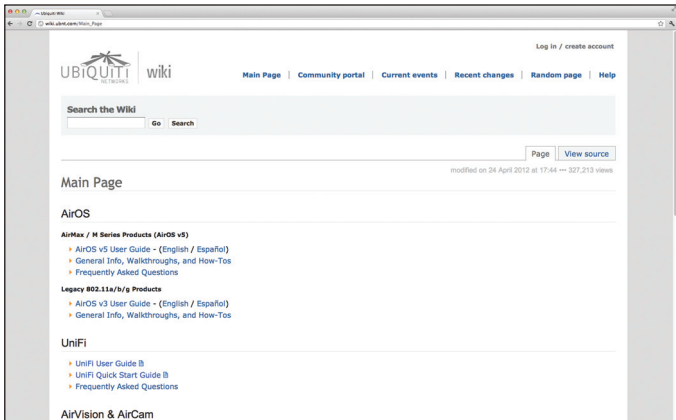 Ubiquiti Wiki
wiki.ubnt.com/Main_Page
Log in / create account
UBiQUiTi
NETWORKS
wiki
Main Page | Community portal | Current events | Recent changes | Random page | Help
Search the Wiki
Go Search
Page View source
modified on 24 April 2012 at 17:44 ••• 327,213 views
Main Page
AirOS
AirMax / M Series Products (AirOS v5)
AirOS v5 User Guide - (English / Español)
General Info, Walkthroughs, and How-Tos
Frequently Asked Questions
Legacy 802.11a/b/g Products
AirOS v3 User Guide - (English / Español)
General Info, Walkthroughs, and How-Tos
UniFi
UniFi User Guide
UniFi Quick Start Guide
Frequently Asked Questions
AirVision & AirCam